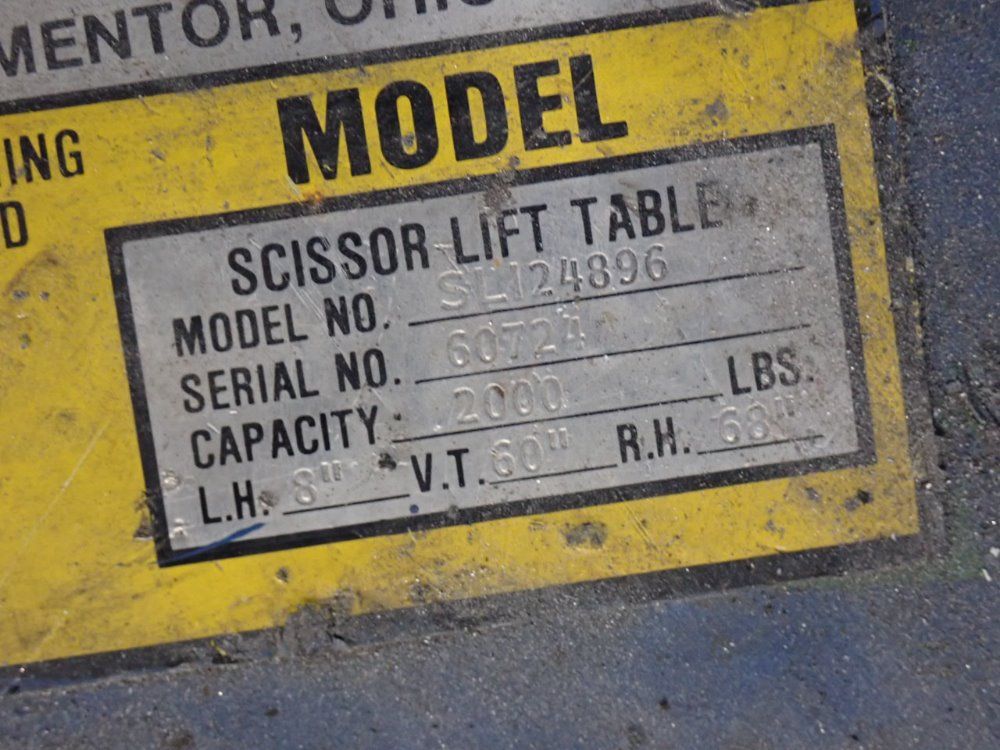 MENTOR, OHIO
ING
D
MODEL
SCISSOR LIFT TABLE
MODEL NO. SL124896
SERIAL NO. 60724
CAPACITY 2000 LBS.
L.H. 8" V.T. 60" R.H. 68"